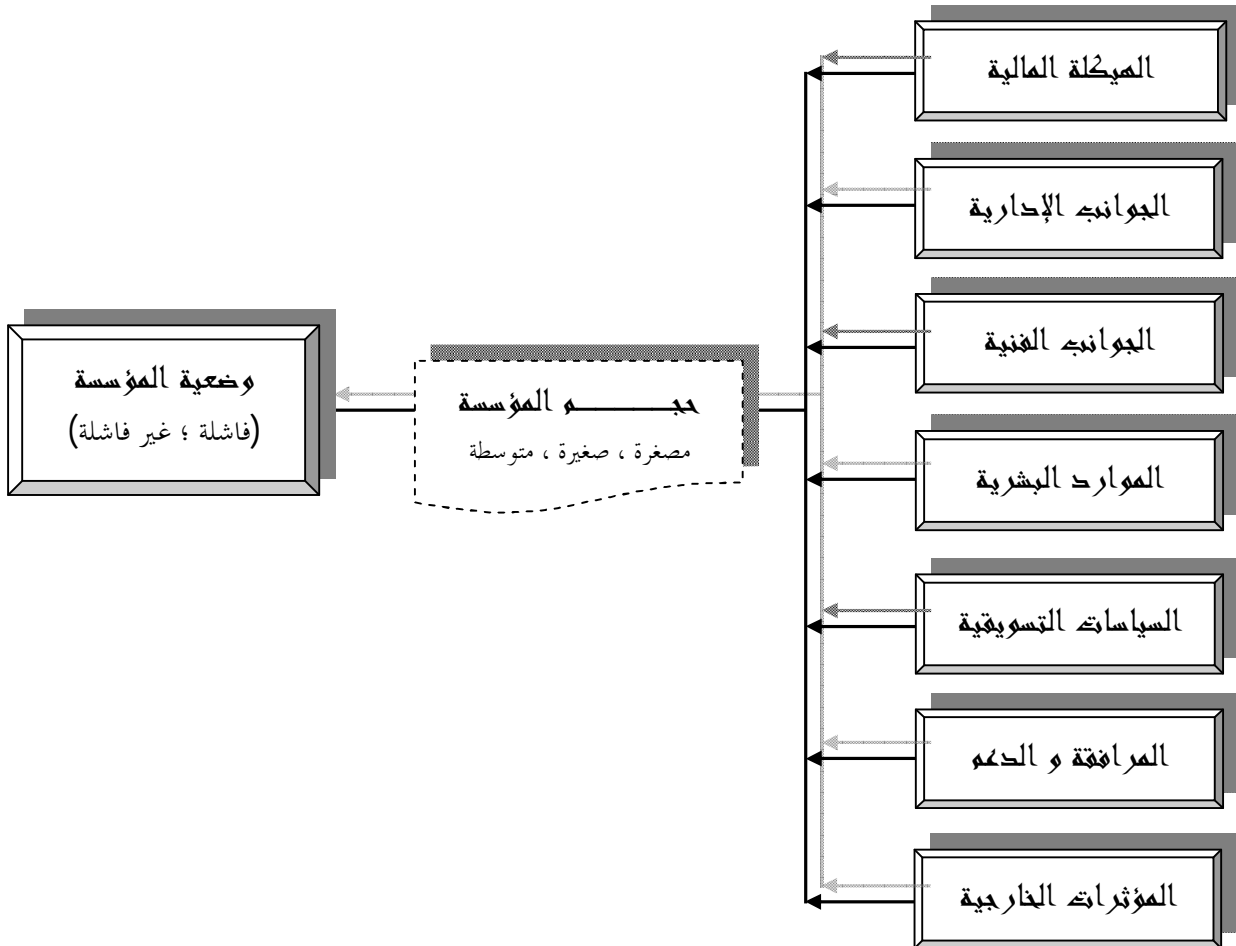 الهيكلة المالية
الجوانب الإدارية
الجوانب الفنية
الموارد البشرية
السياسات التسويقية
المرافقة و الدعم
المؤثرات الخارجية
حجـــــــم المؤسسة
مصغرة ، صغيرة ، متوسطة
وضعية المؤسسة
(فاشلة ؛ غير فاشلة)